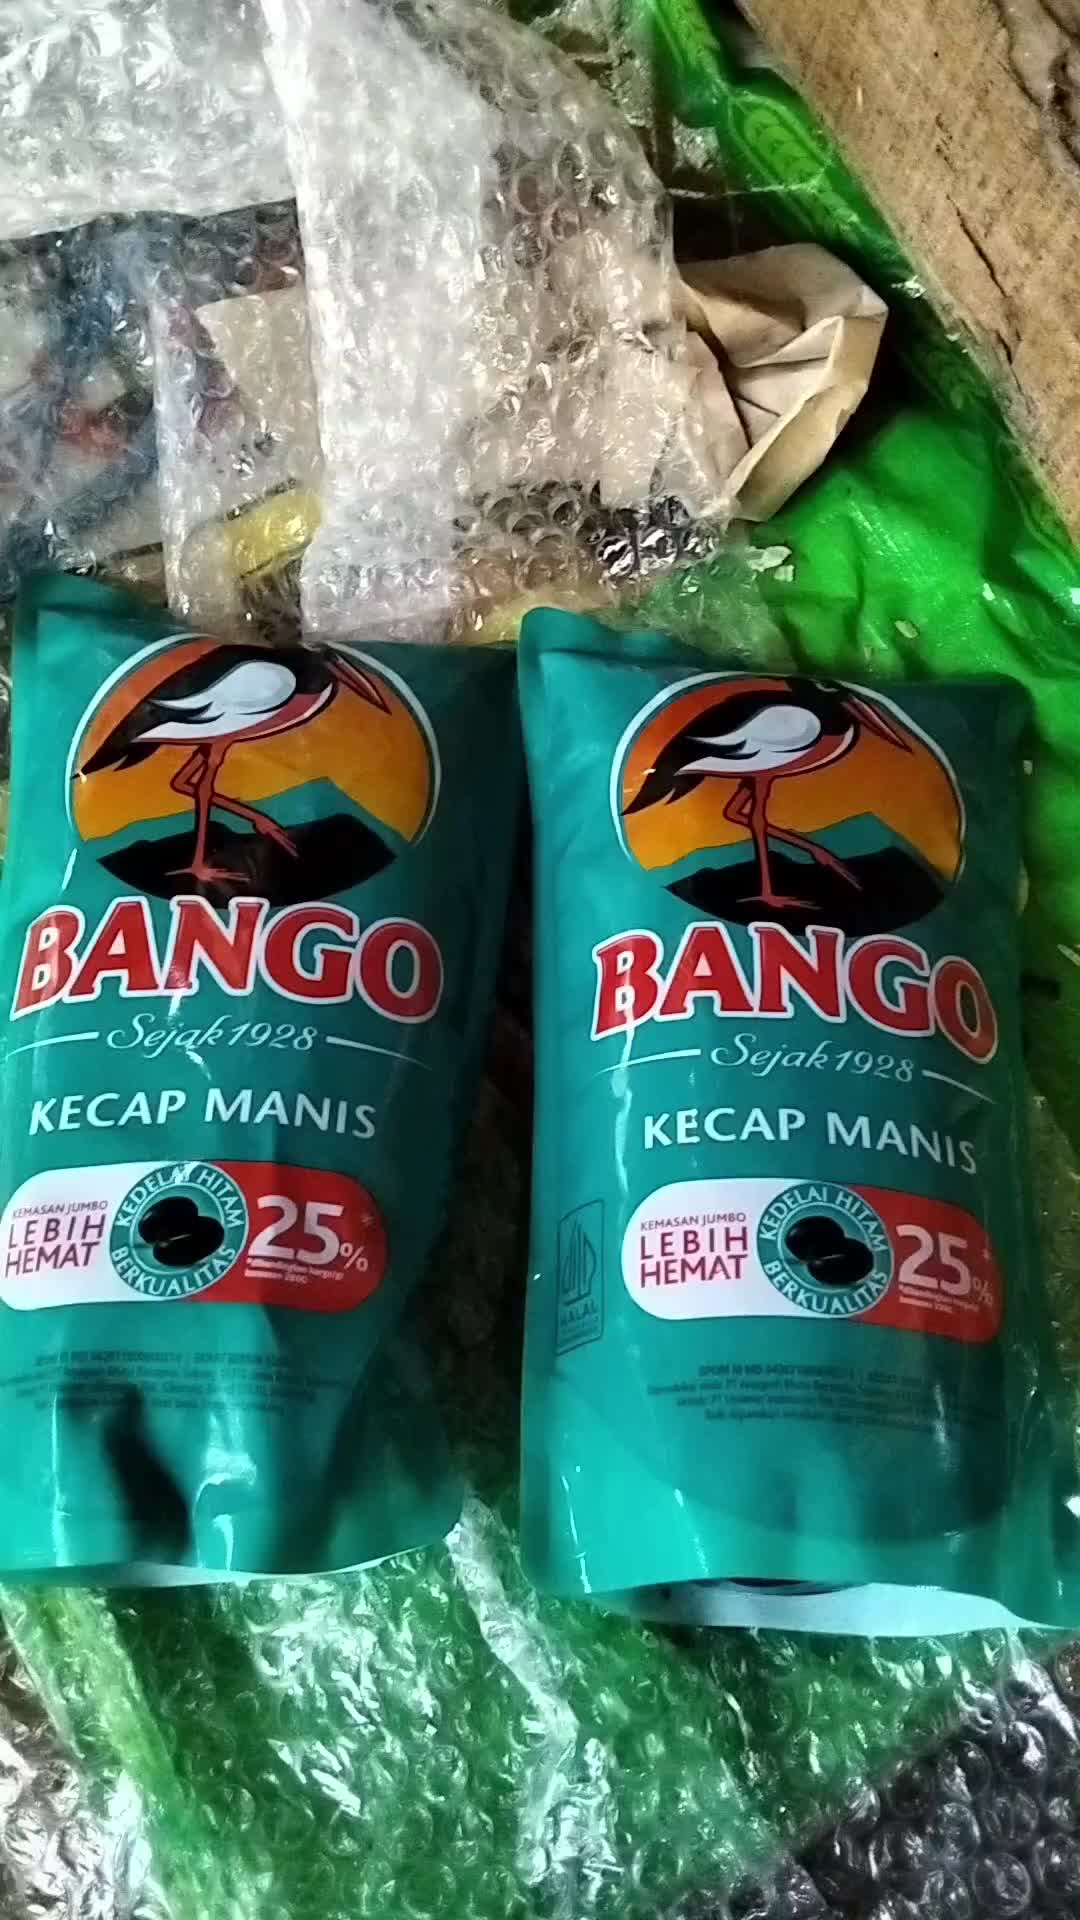 BANGO
Sejak 1928
KECAP MANIS
KEMASAN JUMBO
LEBIH
HEMAT
KEDELAI HITAM
BERKUALITAS
25%*
BANGO
Sejak 1928
KECAP MANIS
KEMASAN JUMBO
LEBIH
HEMAT
KEDELAI HITAM
BERKUALITAS
25%*
HALAL